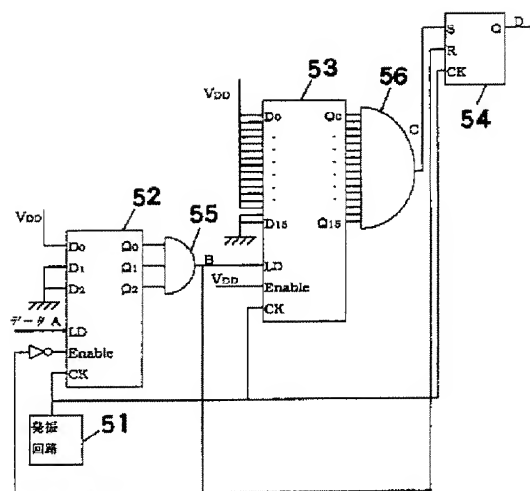 S
Q
D
R
CK
54
53
56
VDD
D0
Q0
C
D15
Q15
LD
VDD
Enable
CK
52
55
VDD
D0
Q0
D1
Q1
B
D2
Q2
データ A
LD
Enable
CK
発振
回路
51